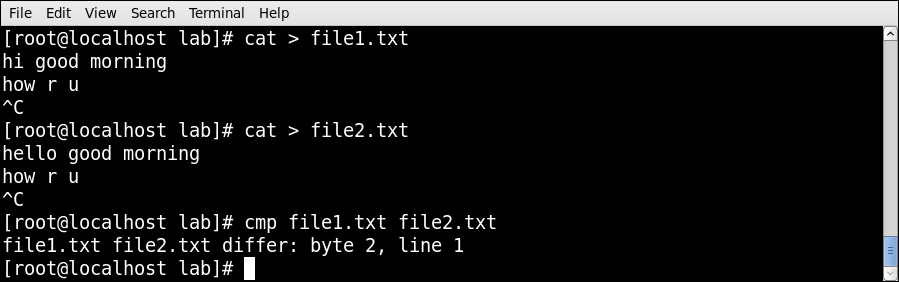 File Edit View Search Terminal Help
[root@localhost lab]# cat > file1.txt
hi good morning
how r u
^C
[root@localhost lab]# cat > file2.txt
hello good morning
how r u
^C
[root@localhost lab]# cmp file1.txt file2.txt
file1.txt file2.txt differ: byte 2, line 1
[root@localhost lab]#